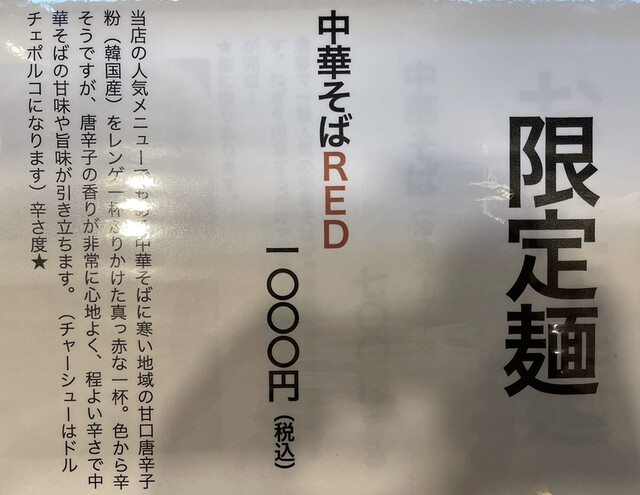 限定麺
中華そばRED
一〇〇〇円（税込）
当店の人気メニューでもある中華そばに寒い地域の甘口唐辛子
粉（韓国産）をレンゲ一杯ふりかけた真っ赤な一杯。色から辛
そうですが、唐辛子の香りが非常に心地よく、程よい辛さで中
華そばの甘味や旨味が引き立ちます。（チャーシューはドル
チェポルコになります）辛さ度★